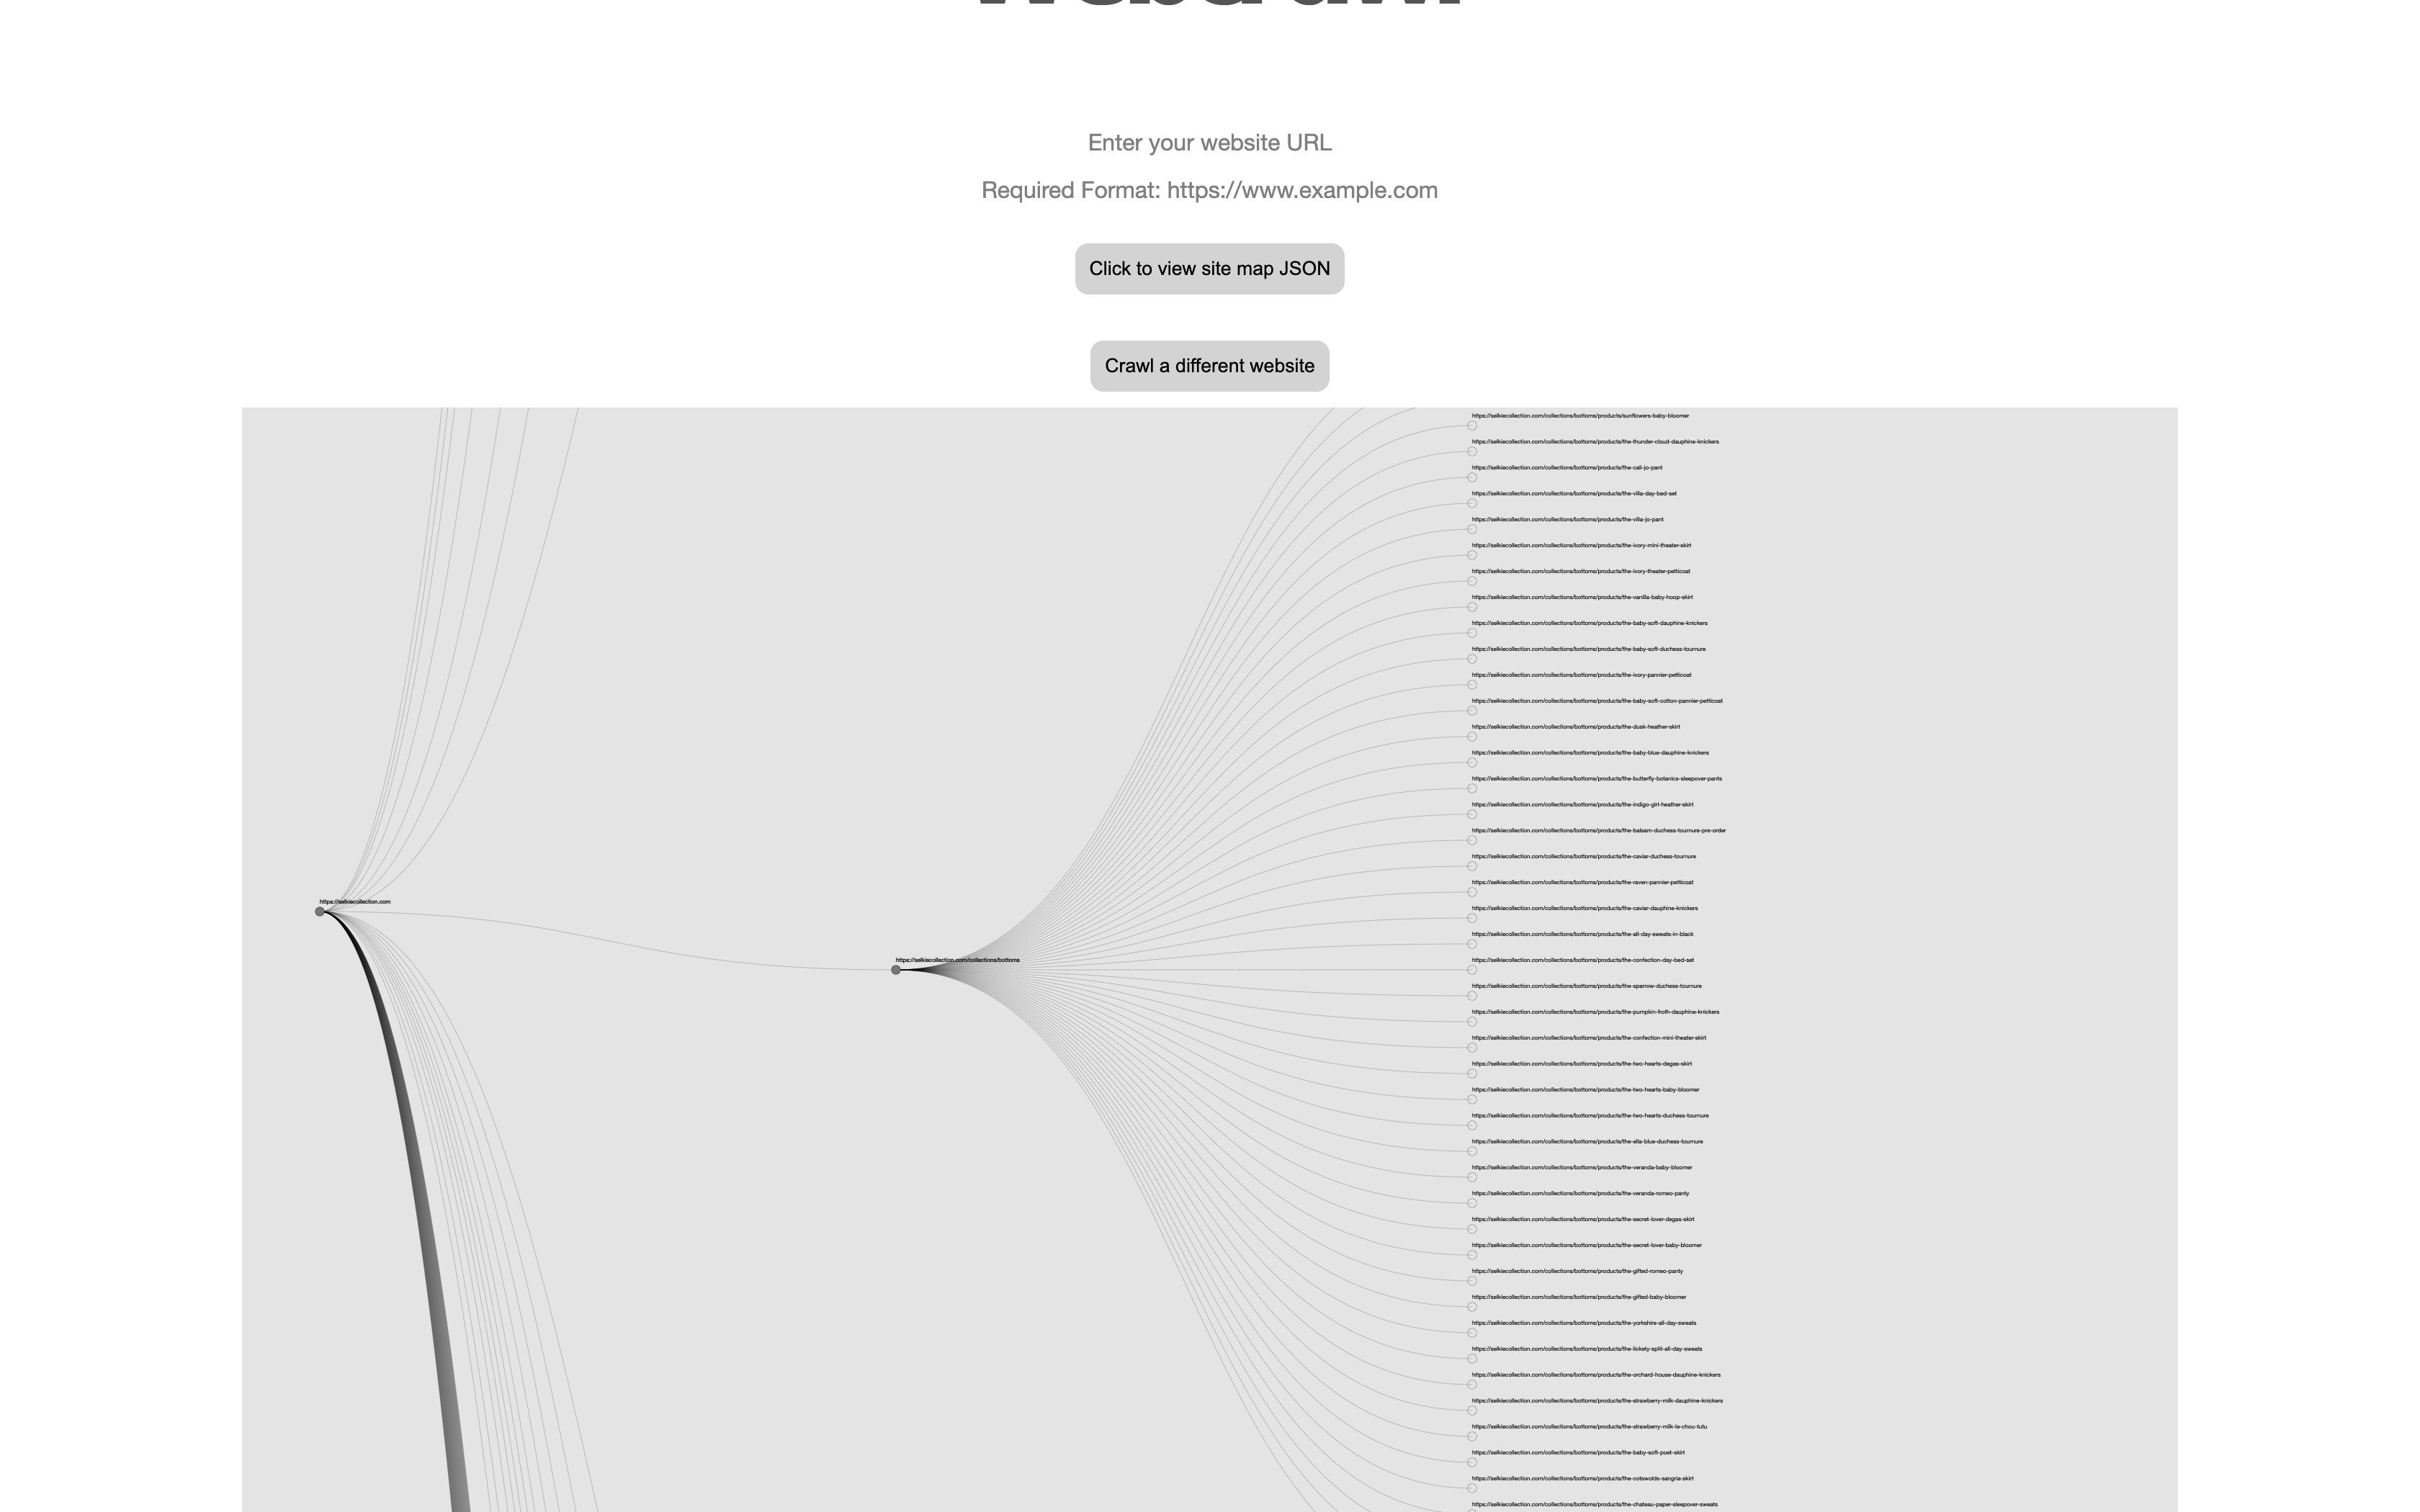 Enter your website URL
Required Format: https://www.example.com
Click to view site map JSON
Crawl a different website
https://selkiecollection.com/collections/bottoms/products/sunflowers-baby-bloomer
https://selkiecollection.com/collections/bottoms/products/the-thunder-cloud-dauphine-knickers
https://selkiecollection.com/collections/bottoms/products/the-cali-jo-pant
https://selkiecollection.com/collections/bottoms/products/the-villa-day-bed-set
https://selkiecollection.com/collections/bottoms/products/the-villa-jo-pant
https://selkiecollection.com/collections/bottoms/products/the-ivory-mini-theater-skirt
https://selkiecollection.com/collections/bottoms/products/the-ivory-theater-petticoat
https://selkiecollection.com/collections/bottoms/products/the-vanilla-baby-hoop-skirt
https://selkiecollection.com/collections/bottoms/products/the-baby-soft-dauphine-knickers
https://selkiecollection.com/collections/bottoms/products/the-baby-soft-duchess-tournure
https://selkiecollection.com/collections/bottoms/products/the-ivory-pannier-petticoat
https://selkiecollection.com/collections/bottoms/products/the-baby-soft-cotton-pannier-petticoat
https://selkiecollection.com/collections/bottoms/products/the-dusk-heather-skirt
https://selkiecollection.com/collections/bottoms/products/the-baby-blue-dauphine-knickers
https://selkiecollection.com/collections/bottoms/products/the-butterfly-botanics-sleepover-pants
https://selkiecollection.com/collections/bottoms/products/the-indigo-girl-heather-skirt
https://selkiecollection.com/collections/bottoms/products/the-balsam-duchess-tournure-pre-order
https://selkiecollection.com/collections/bottoms/products/the-caviar-duchess-tournure
https://selkiecollection.com/collections/bottoms/products/the-raven-pannier-petticoat
https://selkiecollection.com
https://selkiecollection.com/collections/bottoms/products/the-caviar-dauphine-knickers
https://selkiecollection.com/collections/bottoms/products/the-all-day-sweats-in-black
https://selkiecollection.com/collections/bottoms
https://selkiecollection.com/collections/bottoms/products/the-confection-day-bed-set
https://selkiecollection.com/collections/bottoms/products/the-sparrow-duchess-tournure
https://selkiecollection.com/collections/bottoms/products/the-pumpkin-froth-dauphine-knickers
https://selkiecollection.com/collections/bottoms/products/the-confection-mini-theater-skirt
https://selkiecollection.com/collections/bottoms/products/the-two-hearts-degas-skirt
https://selkiecollection.com/collections/bottoms/products/the-two-hearts-baby-bloomer
https://selkiecollection.com/collections/bottoms/products/the-two-hearts-duchess-tournure
https://selkiecollection.com/collections/bottoms/products/the-ella-blue-duchess-tournure
https://selkiecollection.com/collections/bottoms/products/the-veranda-baby-bloomer
https://selkiecollection.com/collections/bottoms/products/the-veranda-romeo-panty
https://selkiecollection.com/collections/bottoms/products/the-secret-lover-degas-skirt
https://selkiecollection.com/collections/bottoms/products/the-secret-lover-baby-bloomer
https://selkiecollection.com/collections/bottoms/products/the-gifted-romeo-panty
https://selkiecollection.com/collections/bottoms/products/the-gifted-baby-bloomer
https://selkiecollection.com/collections/bottoms/products/the-yorkshire-all-day-sweats
https://selkiecollection.com/collections/bottoms/products/the-lickety-split-all-day-sweats
https://selkiecollection.com/collections/bottoms/products/the-orchard-house-dauphine-knickers
https://selkiecollection.com/collections/bottoms/products/the-strawberry-milk-dauphine-knickers
https://selkiecollection.com/collections/bottoms/products/the-strawberry-milk-le-chou-tutu
https://selkiecollection.com/collections/bottoms/products/the-baby-soft-poet-skirt
https://selkiecollection.com/collections/bottoms/products/the-cotswolds-sangria-skirt
https://selkiecollection.com/collections/bottoms/products/the-chateau-paper-sleepover-sweats